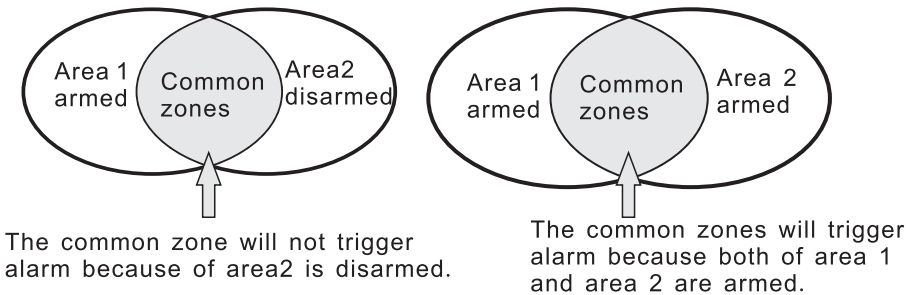 Area 1
armed
Common
zones
Area2
disarmed
The common zone will not trigger
alarm because of area2 is disarmed.
Area 1
armed
Common
zones
Area 2
armed
The common zones will trigger
alarm because both of area 1
and area 2 are armed.